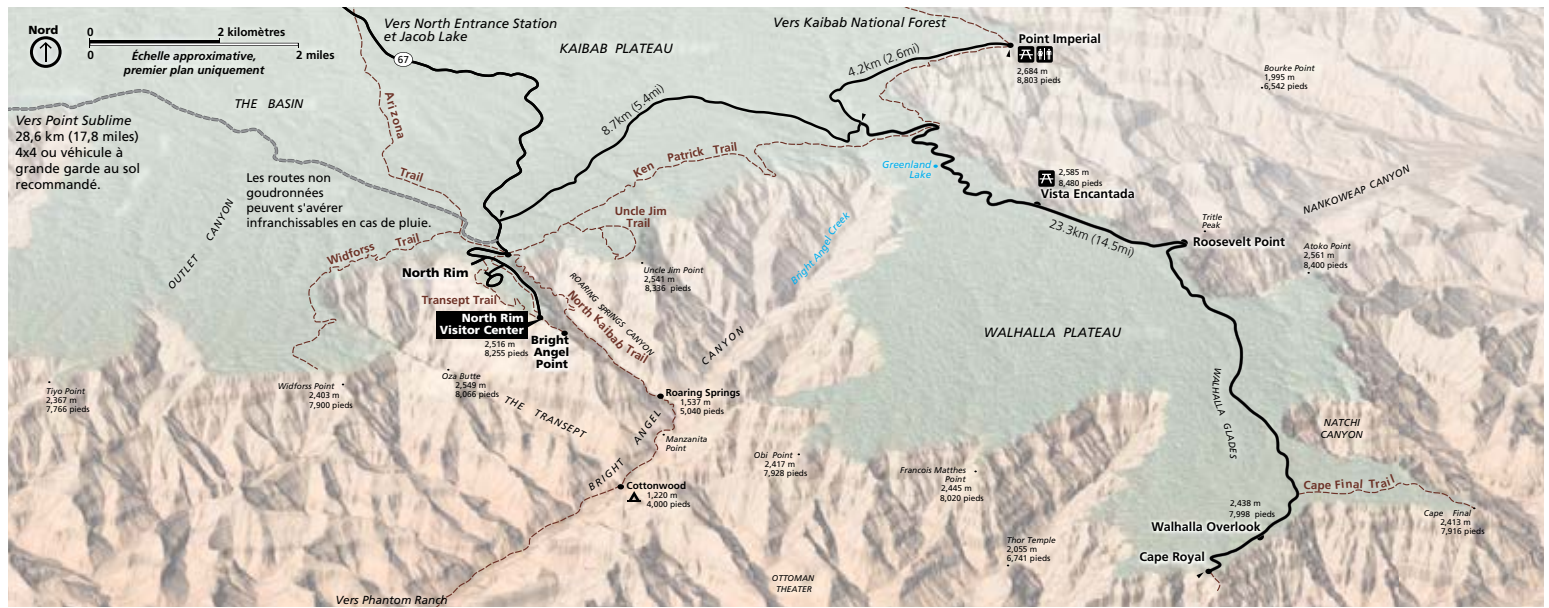 Nord
0
2 kilomètres
0
Échelle approximative,
premier plan uniquement
2 miles
Vers North Entrance Station
et Jacob Lake
67
KAIBAB PLATEAU
Vers Kaibab National Forest
Point Imperial
2,684 m
8,803 pieds
4.2km (2.6mi)
Bourke Point
1,995 m
6,542 pieds
THE BASIN
Arizona
Trail
8.7km (5.4mi)
Vers Point Sublime
28,6 km (17,8 miles)
4x4 ou véhicule à
grande garde au sol
recommandé.
Les routes non
goudronnées
peuvent s'avérer
infranchissables en cas de pluie.
Ken Patrick Trail
Greenland
Lake
2,585 m
8,480 pieds
Vista Encantada
NANKOWEAP CANYON
OUTLET CANYON
Uncle Jim
Trail
Bright Angel Creek
23.3km (14.5mi)
Tritle
Peak
Roosevelt Point
Atoko Point
2,561 m
8,400 pieds
Widforss Trail
North Rim
Uncle Jim Point
2,541 m
8,336 pieds
ROARING SPRINGS CANYON
North Kaibab Trail
Transept Trail
North Rim
Visitor Center
2,516 m
8,255 pieds
Bright
Angel
Point
WALHALLA PLATEAU
Tiyo Point
2,367 m
7,766 pieds
Widforss Point
2,403 m
7,900 pieds
Oza Butte
2,549 m
8,066 pieds
THE TRANSEPT
Roaring Springs
1,537 m
5,040 pieds
BRIGHT ANGEL CANYON
Manzanita
Point
WALHALLA GLADES
NATCHI
CANYON
Obi Point
2,417 m
7,928 pieds
Francois Matthes
Point
2,445 m
8,020 pieds
Cottonwood
1,220 m
4,000 pieds
Cape Final Trail
2,438 m
7,998 pieds
Walhalla Overlook
Cape Final
2,413 m
7,916 pieds
Thor Temple
2,055 m
6,741 pieds
Cape Royal
OTTOMAN
THEATER
Vers Phantom Ranch